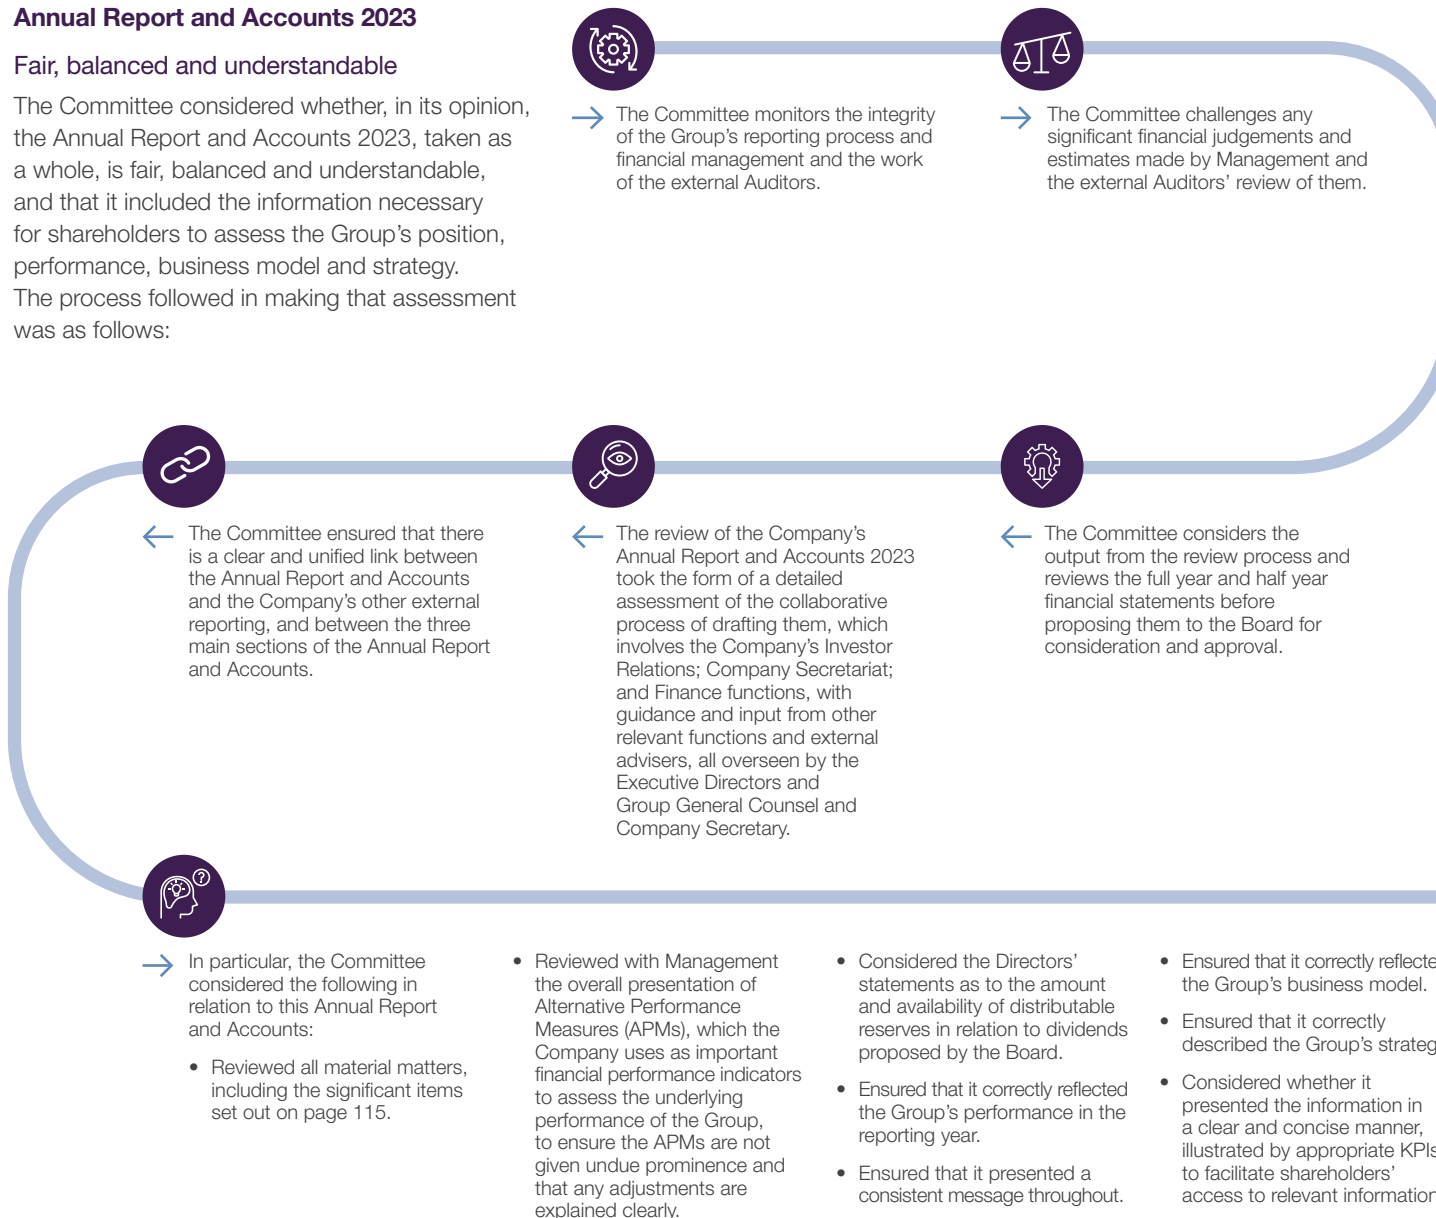 Annual Report and Accounts 2023
Fair, balanced and understandable
The Committee considered whether, in its opinion,
the Annual Report and Accounts 2023, taken as
a whole, is fair, balanced and understandable,
and that it included the information necessary
for shareholders to assess the Group's position,
performance, business model and strategy.
The process followed in making that assessment
was as follows:
→ The Committee monitors the integrity
of the Group's reporting process and
financial management and the work
of the external Auditors.
→ The Committee challenges any
significant financial judgements and
estimates made by Management and
the external Auditors' review of them.
← The Committee considers the
output from the review process and
reviews the full year and half year
financial statements before
proposing them to the Board for
consideration and approval.
← The review of the Company's
Annual Report and Accounts 2023
took the form of a detailed
assessment of the collaborative
process of drafting them, which
involves the Company's Investor
Relations; Company Secretariat;
and Finance functions, with
guidance and input from other
relevant functions and external
advisers, all overseen by the
Executive Directors and
Group General Counsel and
Company Secretary.
← The Committee ensured that there
is a clear and unified link between
the Annual Report and Accounts
and the Company's other external
reporting, and between the three
main sections of the Annual Report
and Accounts.
?
→ In particular, the Committee
considered the following in
relation to this Annual Report
and Accounts:
• Reviewed all material matters,
including the significant items
set out on page 115.
• Reviewed with Management
the overall presentation of
Alternative Performance
Measures (APMs), which the
Company uses as important
financial performance indicators
to assess the underlying
performance of the Group,
to ensure the APMs are not
given undue prominence and
that any adjustments are
explained clearly.
• Considered the Directors'
statements as to the amount
and availability of distributable
reserves in relation to dividends
proposed by the Board.
• Ensured that it correctly reflected
the Group's performance in the
reporting year.
• Ensured that it presented a
consistent message throughout.
• Ensured that it correctly reflecte
the Group's business model.
• Ensured that it correctly
described the Group's strateg
• Considered whether it
presented the information in
a clear and concise manner,
illustrated by appropriate KPIs
to facilitate shareholders'
access to relevant information